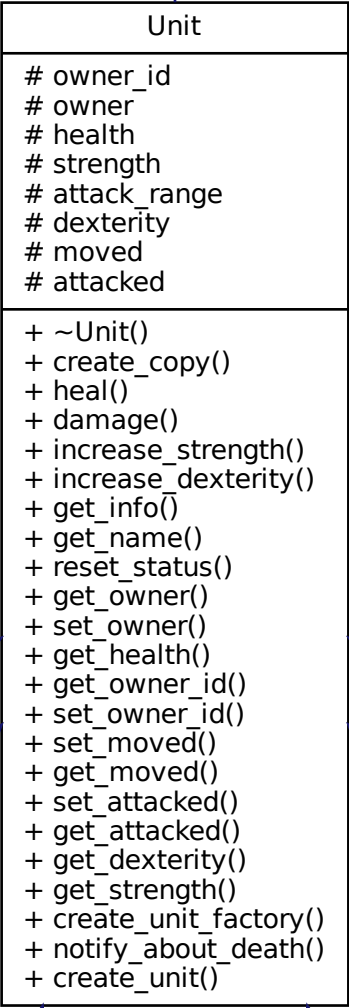 Unit
# owner_id
# owner
# health
# strength
# attack_range
# dexterity
# moved
# attacked
+ ~Unit()
+ create_copy()
+ heal()
+ damage()
+ increase_strength()
+ increase_dexterity()
+ get_info()
+ get_name()
+ reset_status()
+ get_owner()
+ set_owner()
+ get_health()
+ get_owner_id()
+ set_owner_id()
+ set_moved()
+ get_moved()
+ set_attacked()
+ get_attacked()
+ get_dexterity()
+ get_strength()
+ create_unit_factory()
+ notify_about_death()
+ create_unit()